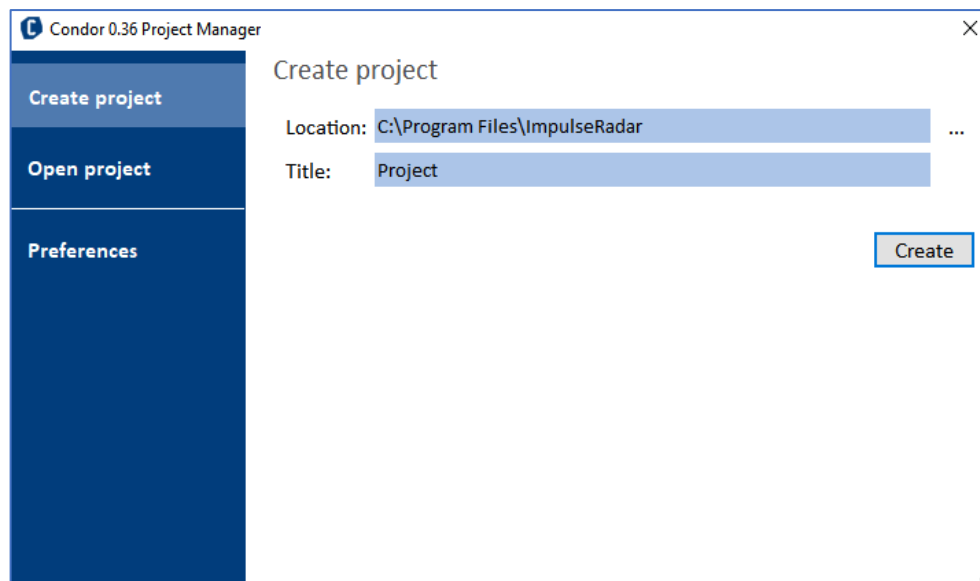 Condor 0.36 Project Manager
Create project
Open project
Preferences
Create project
Location: C:\Program Files\ImpulseRadar ...
Title: Project
Create